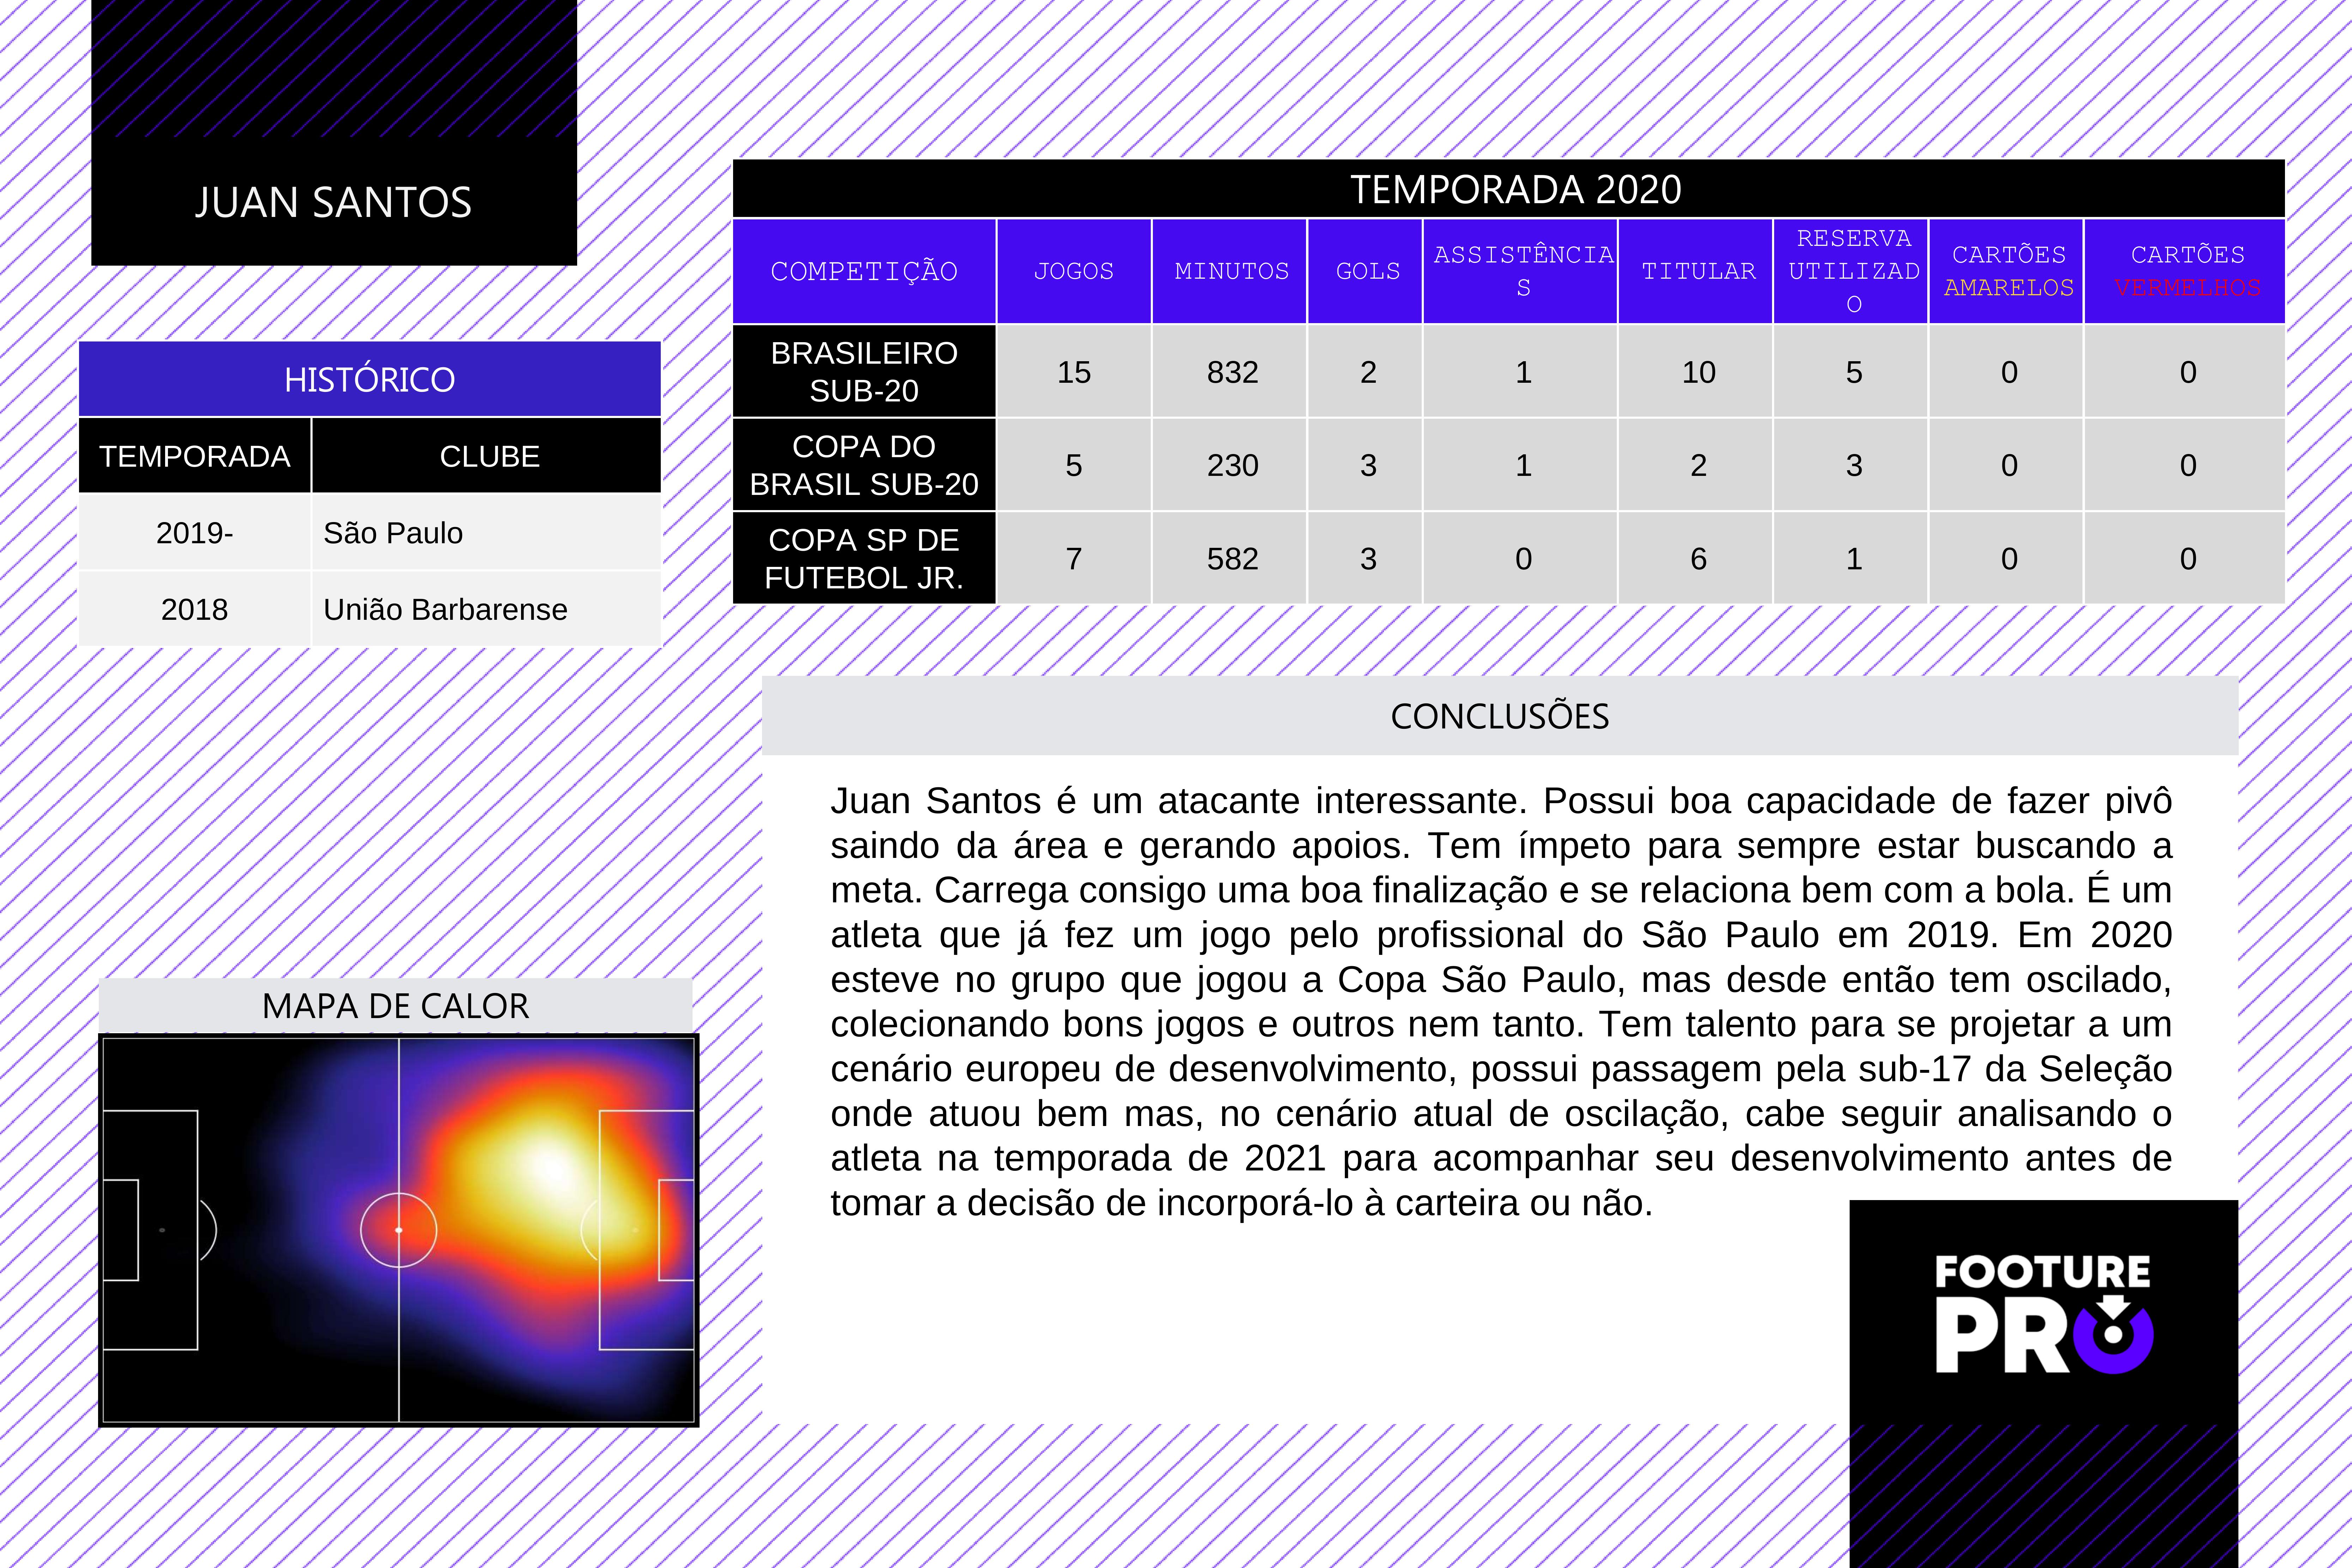 JUAN SANTOS
HISTÓRICO
TEMPORADA CLUBE
2019- São Paulo
2018 União Barbarense
TEMPORADA 2020
COMPETIÇÃO JOGOS MINUTOS GOLS ASSISTÊNCIAS TITULAR RESERVA UTILIZADO CARTÕES AMARELOS CARTÕES VERMELHOS
BRASILEIRO SUB-20 15 832 2 1 10 5 0 0
COPA DO BRASIL SUB-20 5 230 3 1 2 3 0 0
COPA SP DE FUTEBOL JR. 7 582 3 0 6 1 0 0
CONCLUSÕES
Juan Santos é um atacante interessante. Possui boa capacidade de fazer pivô
saindo da área e gerando apoios. Tem ímpeto para sempre estar buscando a
meta. Carrega consigo uma boa finalização e se relaciona bem com a bola. É um
atleta que já fez um jogo pelo profissional do São Paulo em 2019. Em 2020
esteve no grupo que jogou a Copa São Paulo, mas desde então tem oscilado,
colecionando bons jogos e outros nem tanto. Tem talento para se projetar a um
cenário europeu de desenvolvimento, possui passagem pela sub-17 da Seleção
onde atuou bem mas, no cenário atual de oscilação, cabe seguir analisando o
atleta na temporada de 2021 para acompanhar seu desenvolvimento antes de
tomar a decisão de incorporá-lo à carteira ou não.
MAPA DE CALOR
FOOTURE
PRO